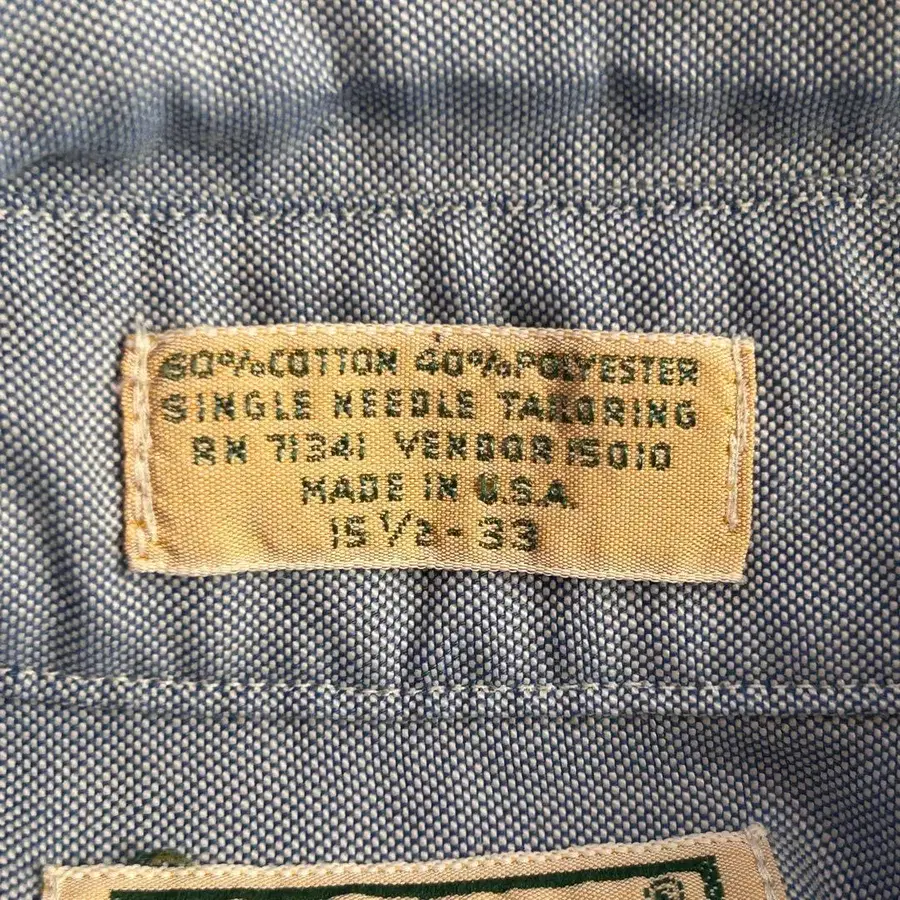 60% COTTON 40% POLYESTER
SINGLE NEEDLE TAILORING
RN 71341 VENDOR 15010
MADE IN U.S.A.
15 1/2 - 33
®